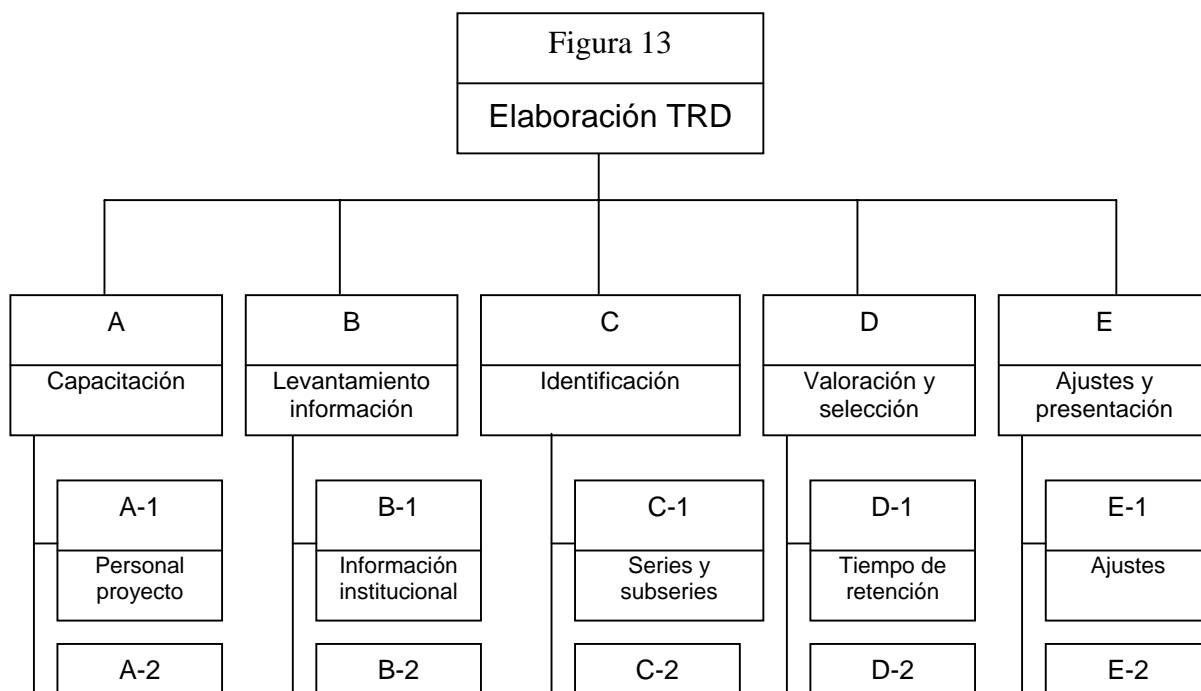 Figura 13
Elaboración TRD
A
B
C
D
E
Capacitación
Levantamiento
información
Identificación
Valoración y
selección
Ajustes y
presentación
A-1
B-1
C-1
D-1
E-1
Personal
proyecto
Información
institucional
Series y
subseries
Tiempo de
retención
Ajustes
A-2
B-2
C-2
D-2
E-2